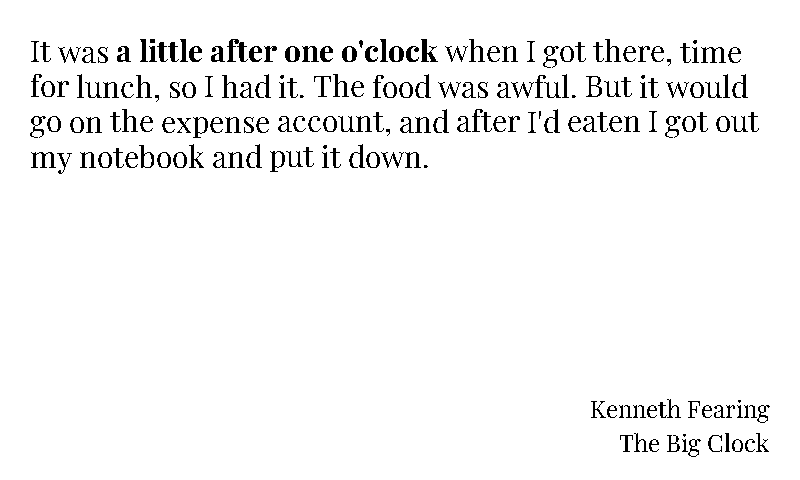 It was a little after one o'clock when I got there, time
for lunch, so I had it. The food was awful. But it would
go on the expense account, and after I'd eaten I got out
my notebook and put it down.
Kenneth Fearing
The Big Clock